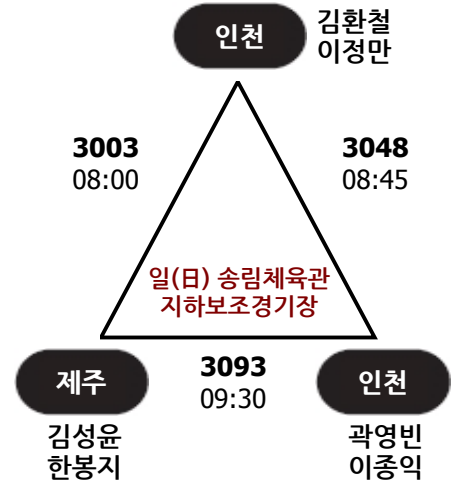 인천
김환철
이정만
3003
08:00
3048
08:45
일(日) 송림체육관
지하보조경기장
제주
3093
09:30
인천
김성윤
한봉지
곽영빈
이종익